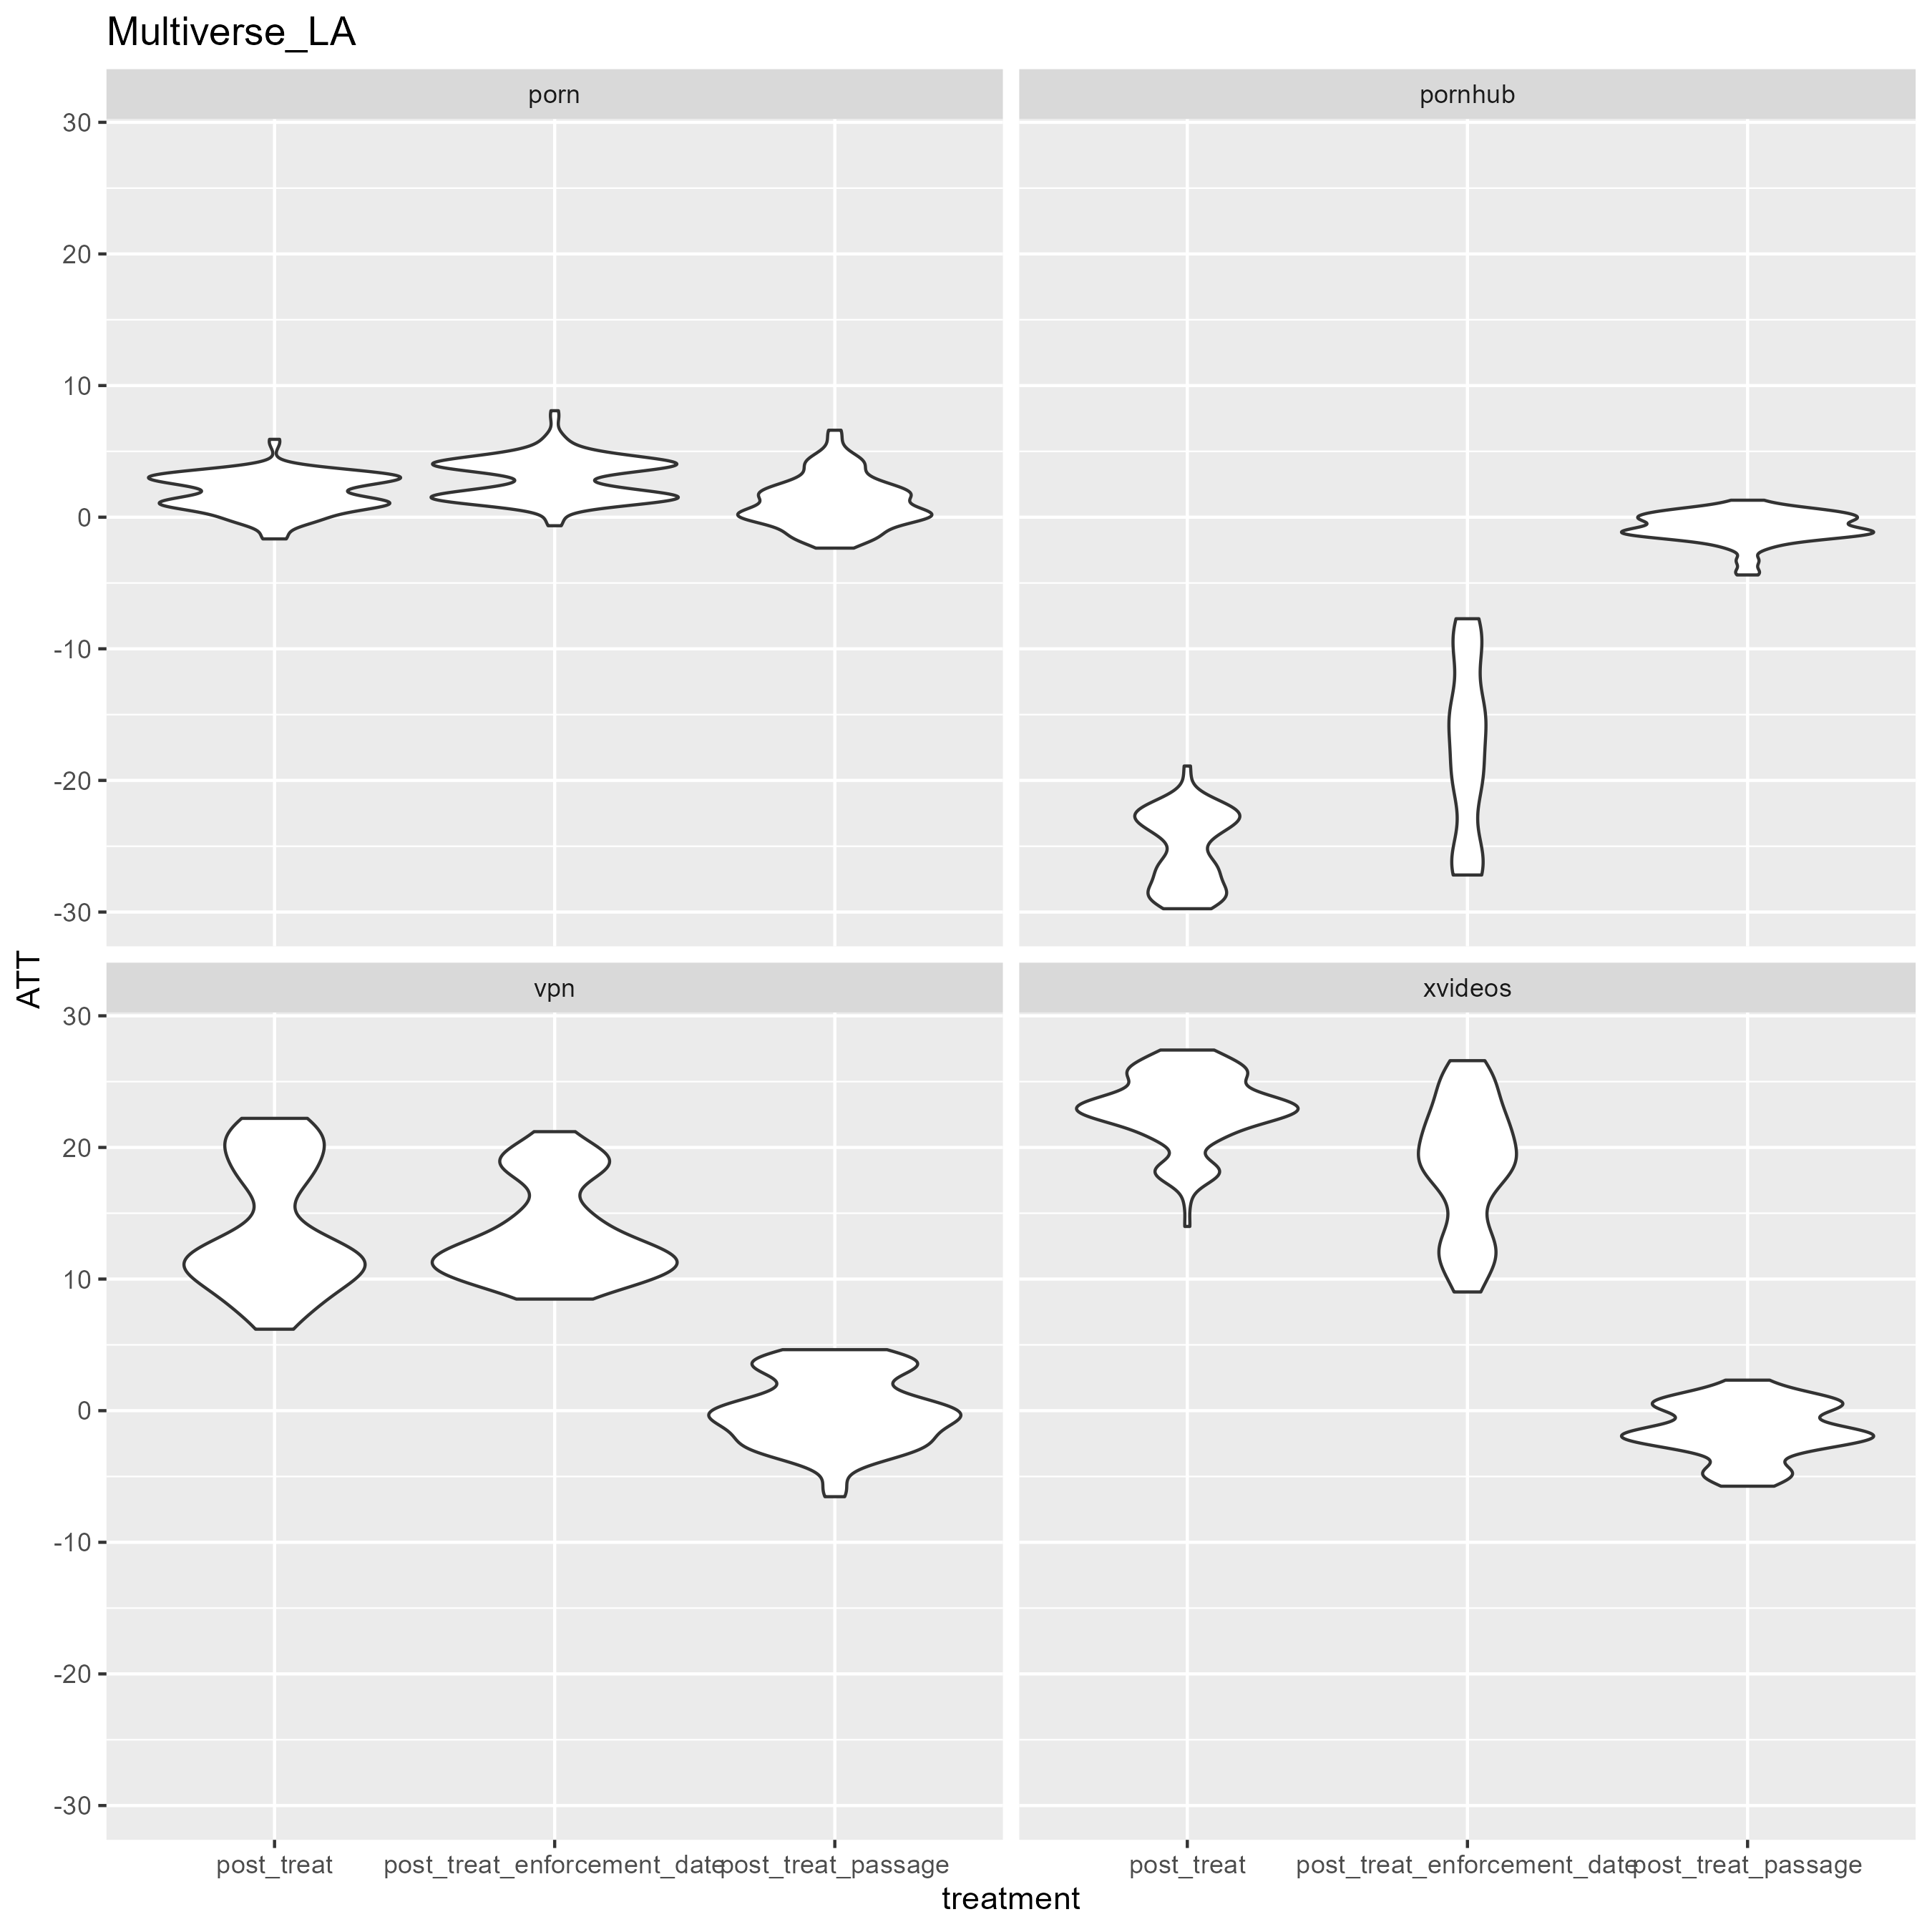 Multiverse_LA
porn
pornhub
30
20
10
0
-10
-20
-30
ATT
vpn
xvideos
30
20
10
0
-10
-20
-30
post_treat post_treat_enforcement_date post_treat_passage post_treat post_treat_enforcement_date post_treat_passage
treatment